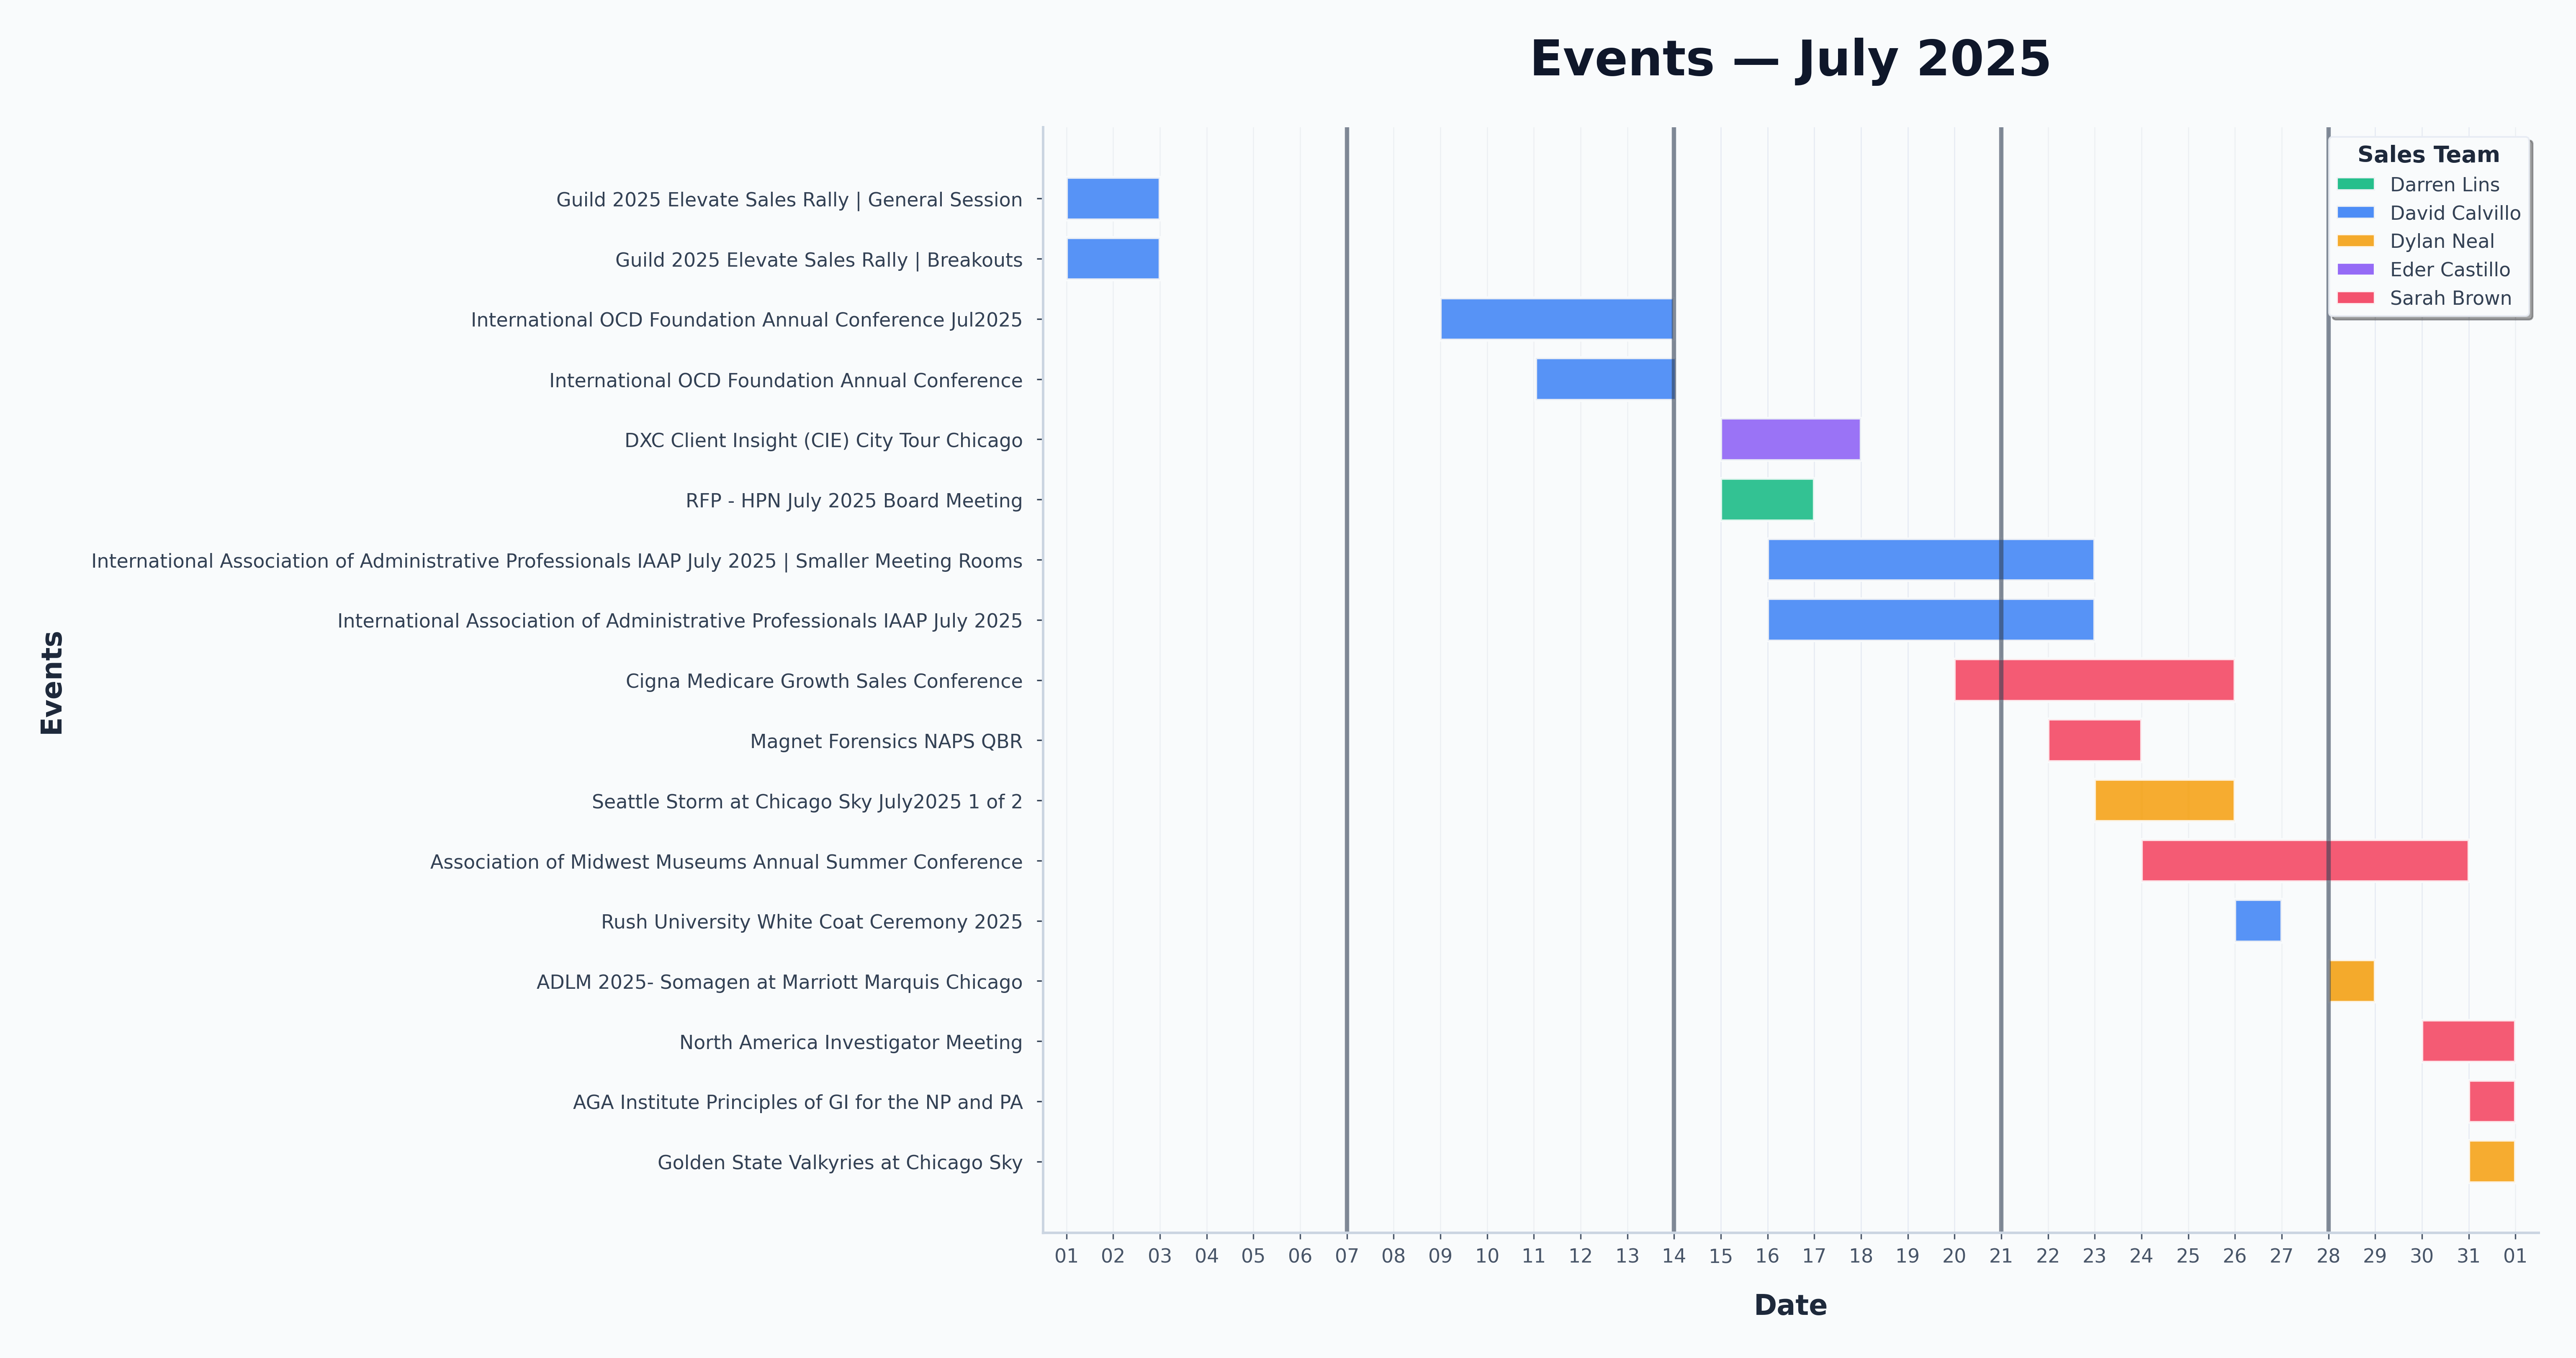 Events — July 2025
Sales Team
Darren Lins
David Calvillo
Dylan Neal
Eder Castillo
Sarah Brown
Events
Guild 2025 Elevate Sales Rally | General Session
Guild 2025 Elevate Sales Rally | Breakouts
International OCD Foundation Annual Conference Jul2025
International OCD Foundation Annual Conference
DXC Client Insight (CIE) City Tour Chicago
RFP - HPN July 2025 Board Meeting
International Association of Administrative Professionals IAAP July 2025 | Smaller Meeting Rooms
International Association of Administrative Professionals IAAP July 2025
Cigna Medicare Growth Sales Conference
Magnet Forensics NAPS QBR
Seattle Storm at Chicago Sky July2025 1 of 2
Association of Midwest Museums Annual Summer Conference
Rush University White Coat Ceremony 2025
ADLM 2025- Somagen at Marriott Marquis Chicago
North America Investigator Meeting
AGA Institute Principles of GI for the NP and PA
Golden State Valkyries at Chicago Sky
01 02 03 04 05 06 07 08 09 10 11 12 13 14 15 16 17 18 19 20 21 22 23 24 25 26 27 28 29 30 31 01
Date